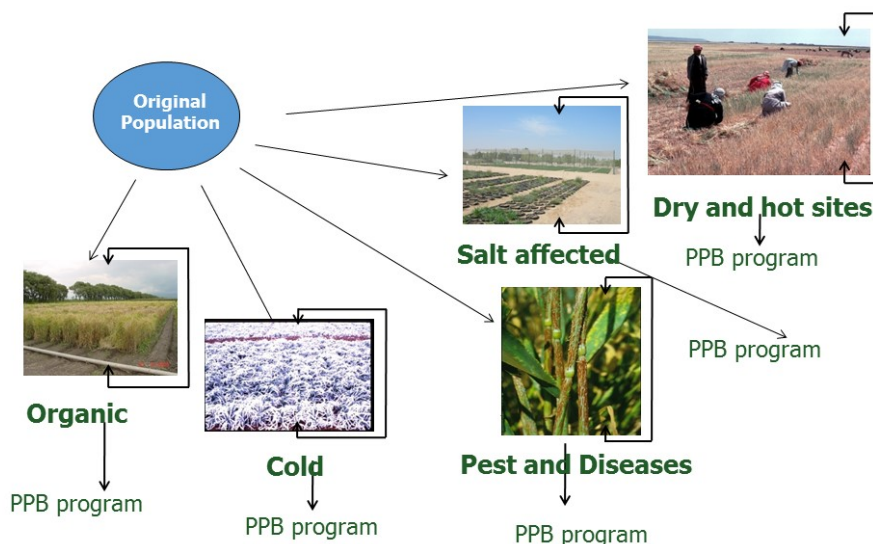 Original
Population
Dry and hot sites
Salt affected
PPB program
PPB program
Organic
Cold
Pest and Diseases
PPB program
PPB program
PPB program